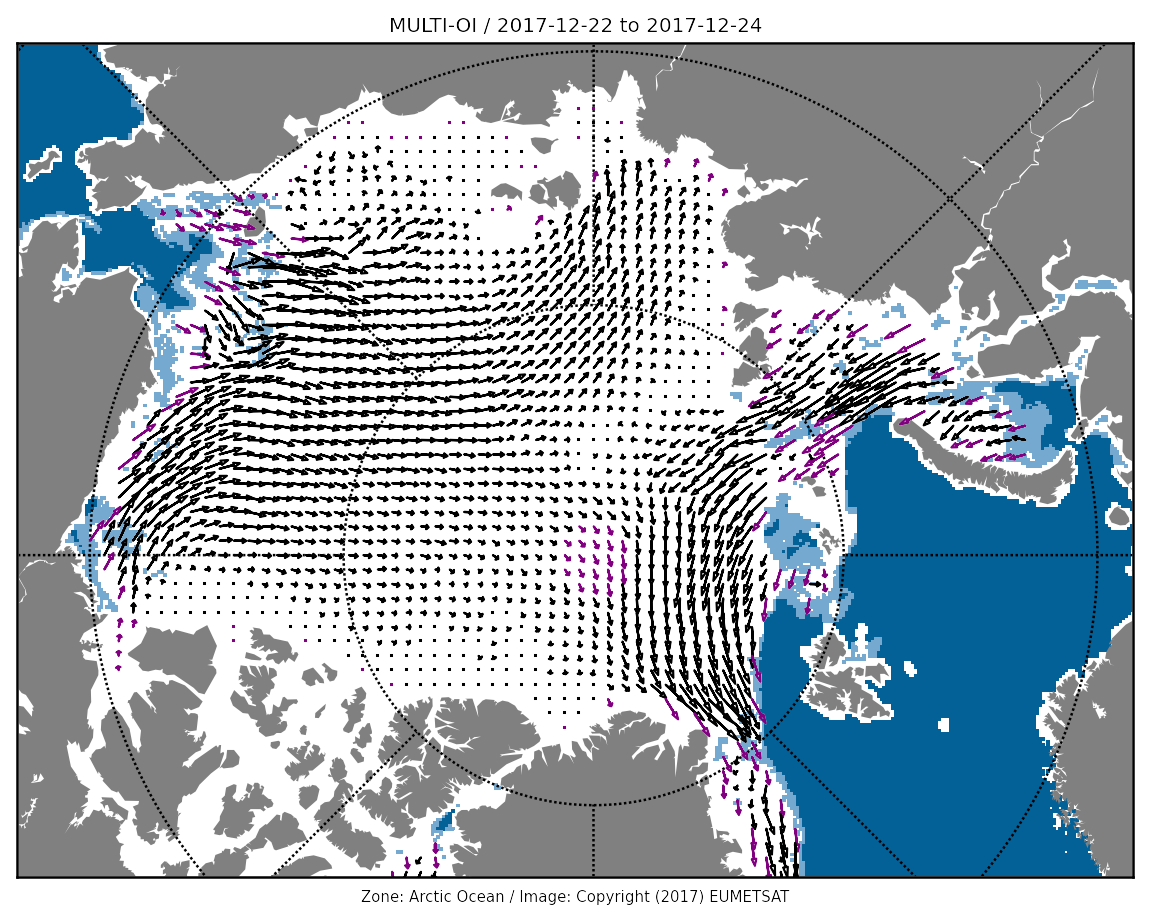 MULTI-OI / 2017-12-22 to 2017-12-24
Zone: Arctic Ocean / Image: Copyright (2017) EUMETSAT